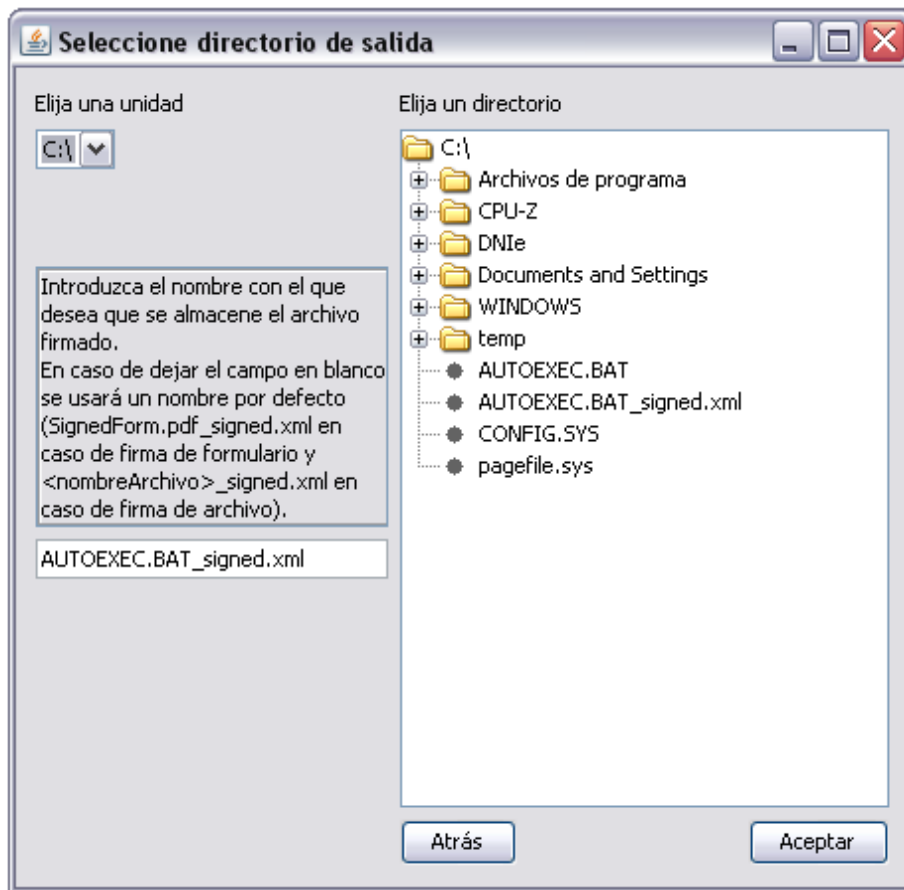 Seleccione directorio de salida
Elija una unidad
C:\
Introduzca el nombre con el que
desea que se almacene el archivo
firmado.
En caso de dejar el campo en blanco
se usará un nombre por defecto
(SignedForm.pdf_signed.xml en
caso de firma de formulario y
<nombreArchivo>_signed.xml en
caso de firma de archivo).
AUTOEXEC.BAT_signed.xml
Elija un directorio
C:\
Archivos de programa
CPU-Z
DNIe
Documents and Settings
WINDOWS
temp
AUTOEXEC.BAT
AUTOEXEC.BAT_signed.xml
CONFIG.SYS
pagefile.sys
Atrás
Aceptar